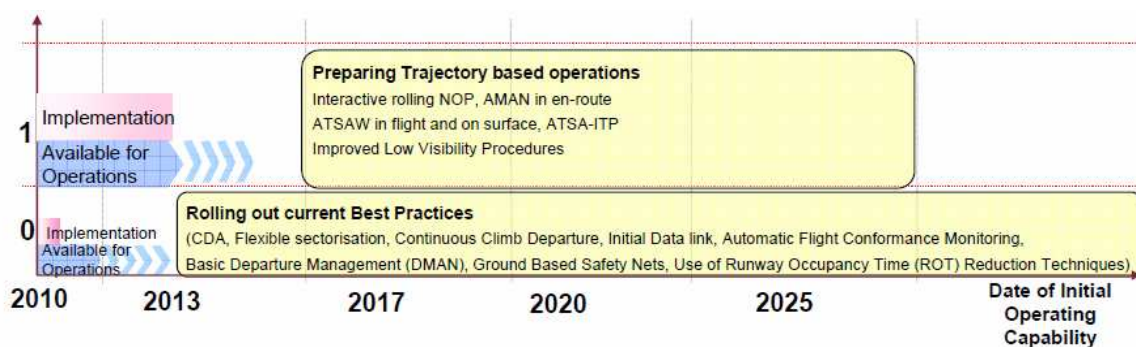 Preparing Trajectory based operations
Interactive rolling NOP, AMAN in en-route
ATSAW in flight and on surface, ATSA-ITP
Improved Low Visibility Procedures
1
Implementation
Available for
Operations
Rolling out current Best Practices
(CDA, Flexible sectorisation, Continuous Climb Departure, Initial Data link, Automatic Flight Conformance Monitoring,
Basic Departure Management (DMAN), Ground Based Safety Nets, Use of Runway Occupancy Time (ROT) Reduction Techniques)
0
Implementation
Available for
Operations
2010 2013 2017 2020 2025
Date of Initial
Operating
Capability